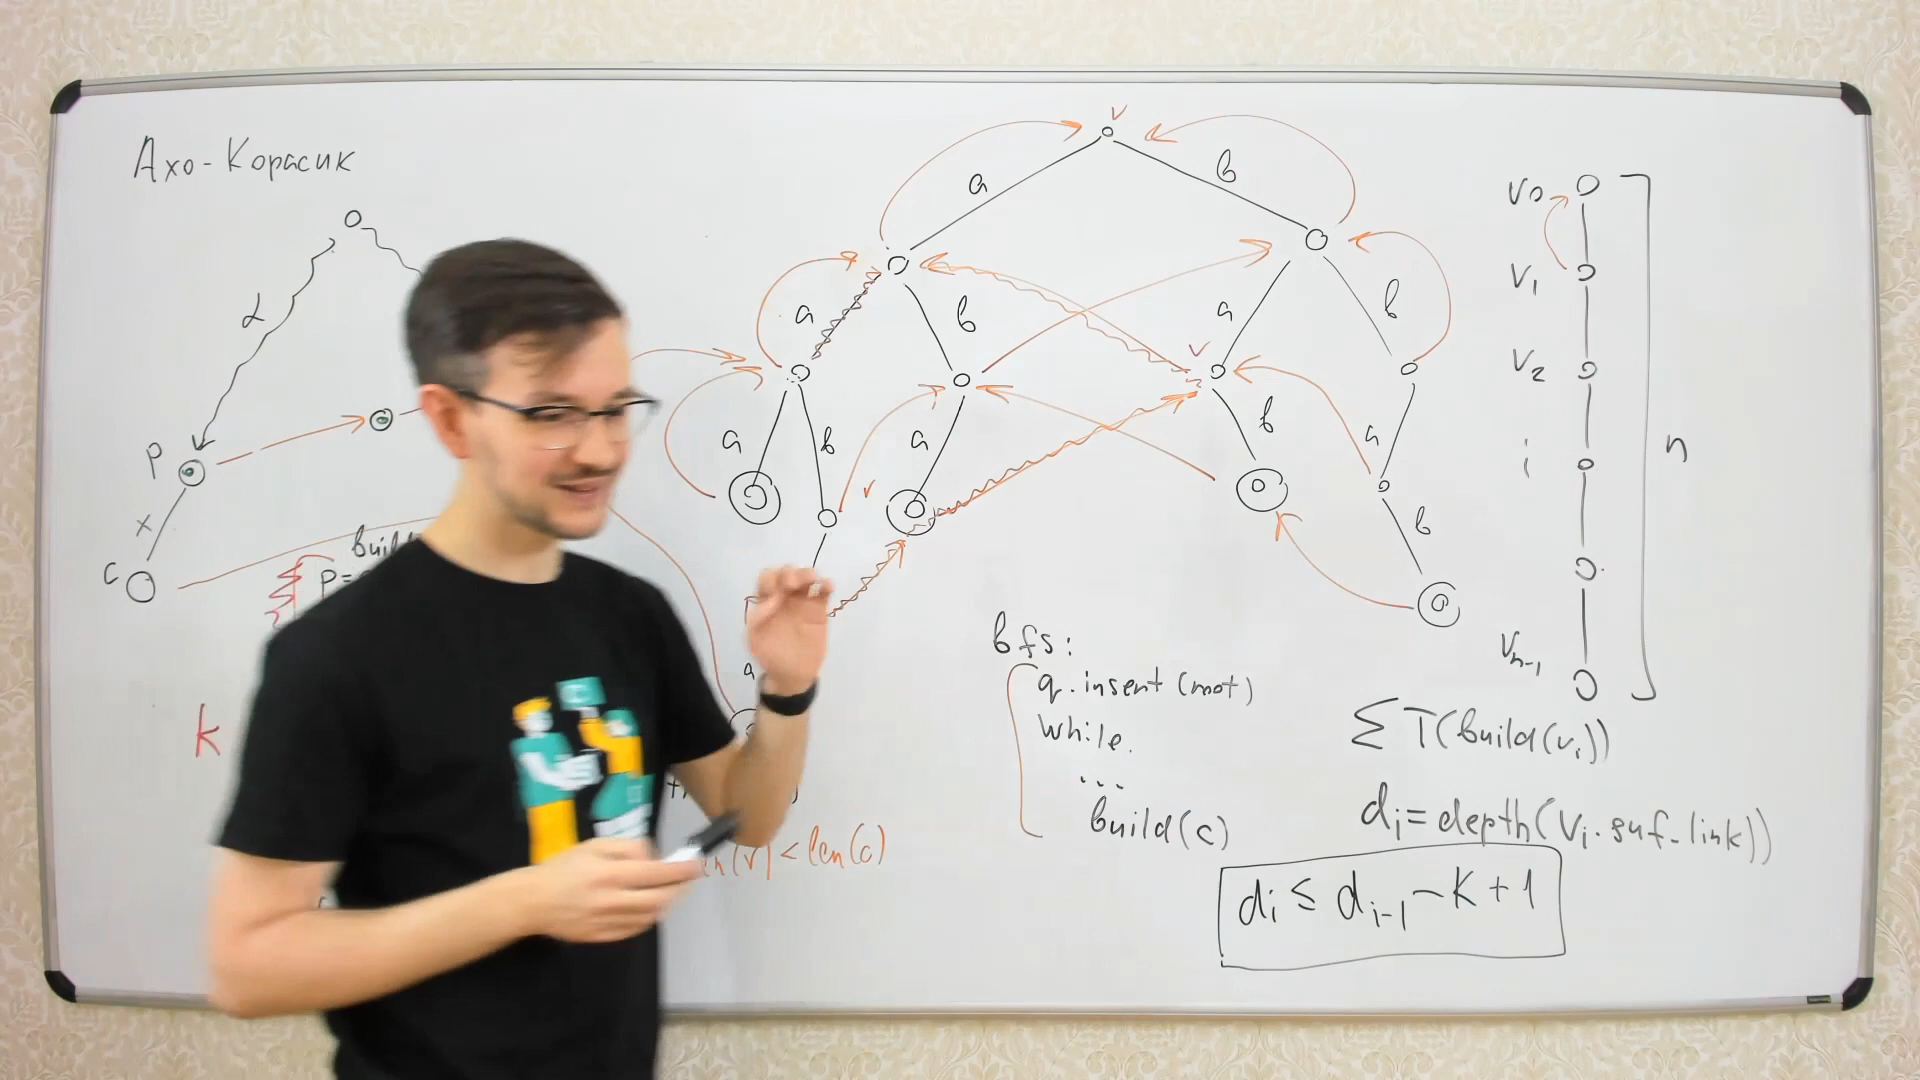 Ахо-Корасик
α
P
x
c
k
a
b
a
b
a
b
a
b
a
a
b
b
a
v
v
v
len(v) < len(c)
bfs:
q.insert(root)
while.
...
build(c)
v0
v1
v2
i
vn-1
n
Σ T(build(vi))
di = depth(vi.suf_link))
di ≤ di-1 - k + 1